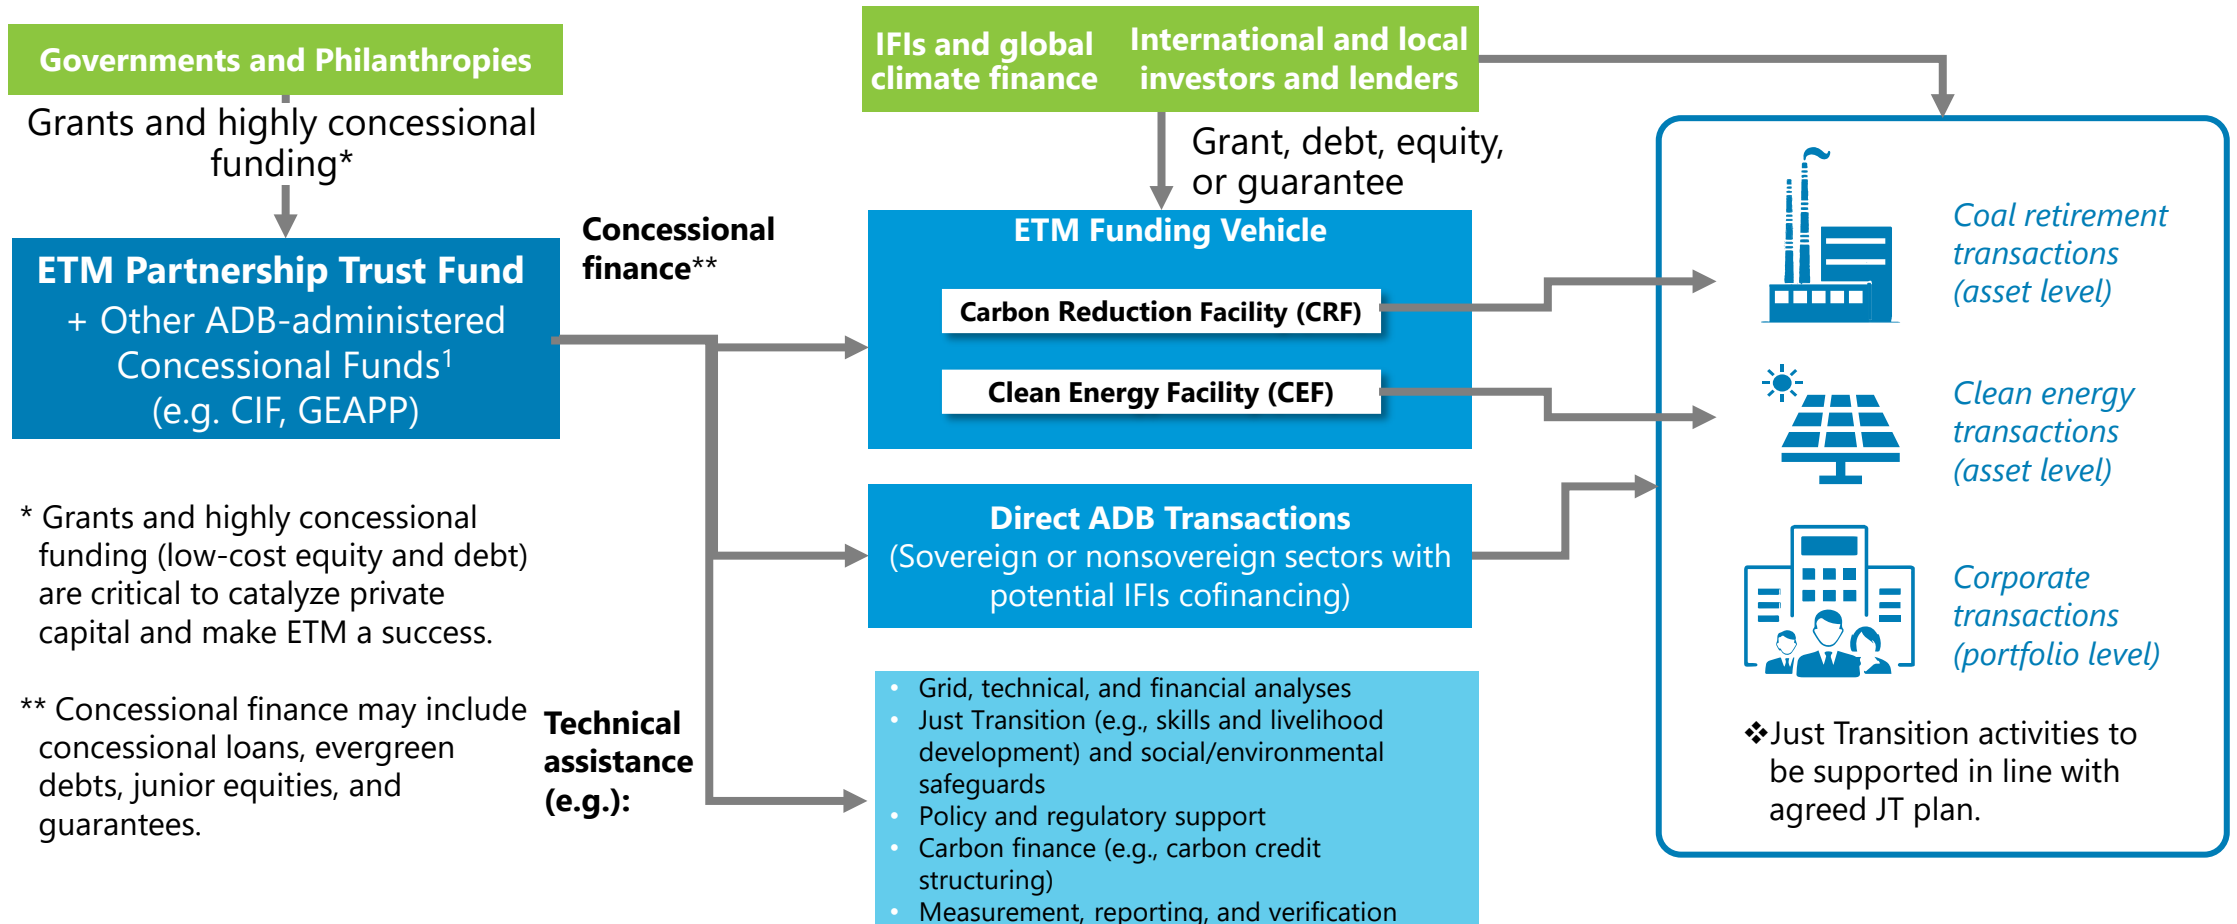 Governments and Philanthropies
Grants and highly concessional
funding*
ETM Partnership Trust Fund
+ Other ADB-administered
Concessional Funds¹
(e.g. CIF, GEAPP)
* Grants and highly concessional
funding (low-cost equity and debt)
are critical to catalyze private
capital and make ETM a success.
** Concessional finance may include
concessional loans, evergreen
debts, junior equities, and
guarantees.
Concessional
finance**
Technical
assistance
(e.g.):
IFIs and global
climate finance
International and local
investors and lenders
Grant, debt, equity,
or guarantee
ETM Funding Vehicle
Carbon Reduction Facility (CRF)
Clean Energy Facility (CEF)
Direct ADB Transactions
(Sovereign or nonsovereign sectors with
potential IFIs cofinancing)
• Grid, technical, and financial analyses
• Just Transition (e.g., skills and livelihood
development) and social/environmental
safeguards
• Policy and regulatory support
• Carbon finance (e.g., carbon credit
structuring)
• Measurement, reporting, and verification
Coal retirement
transactions
(asset level)
Clean energy
transactions
(asset level)
Corporate
transactions
(portfolio level)
❖Just Transition activities to
be supported in line with
agreed JT plan.